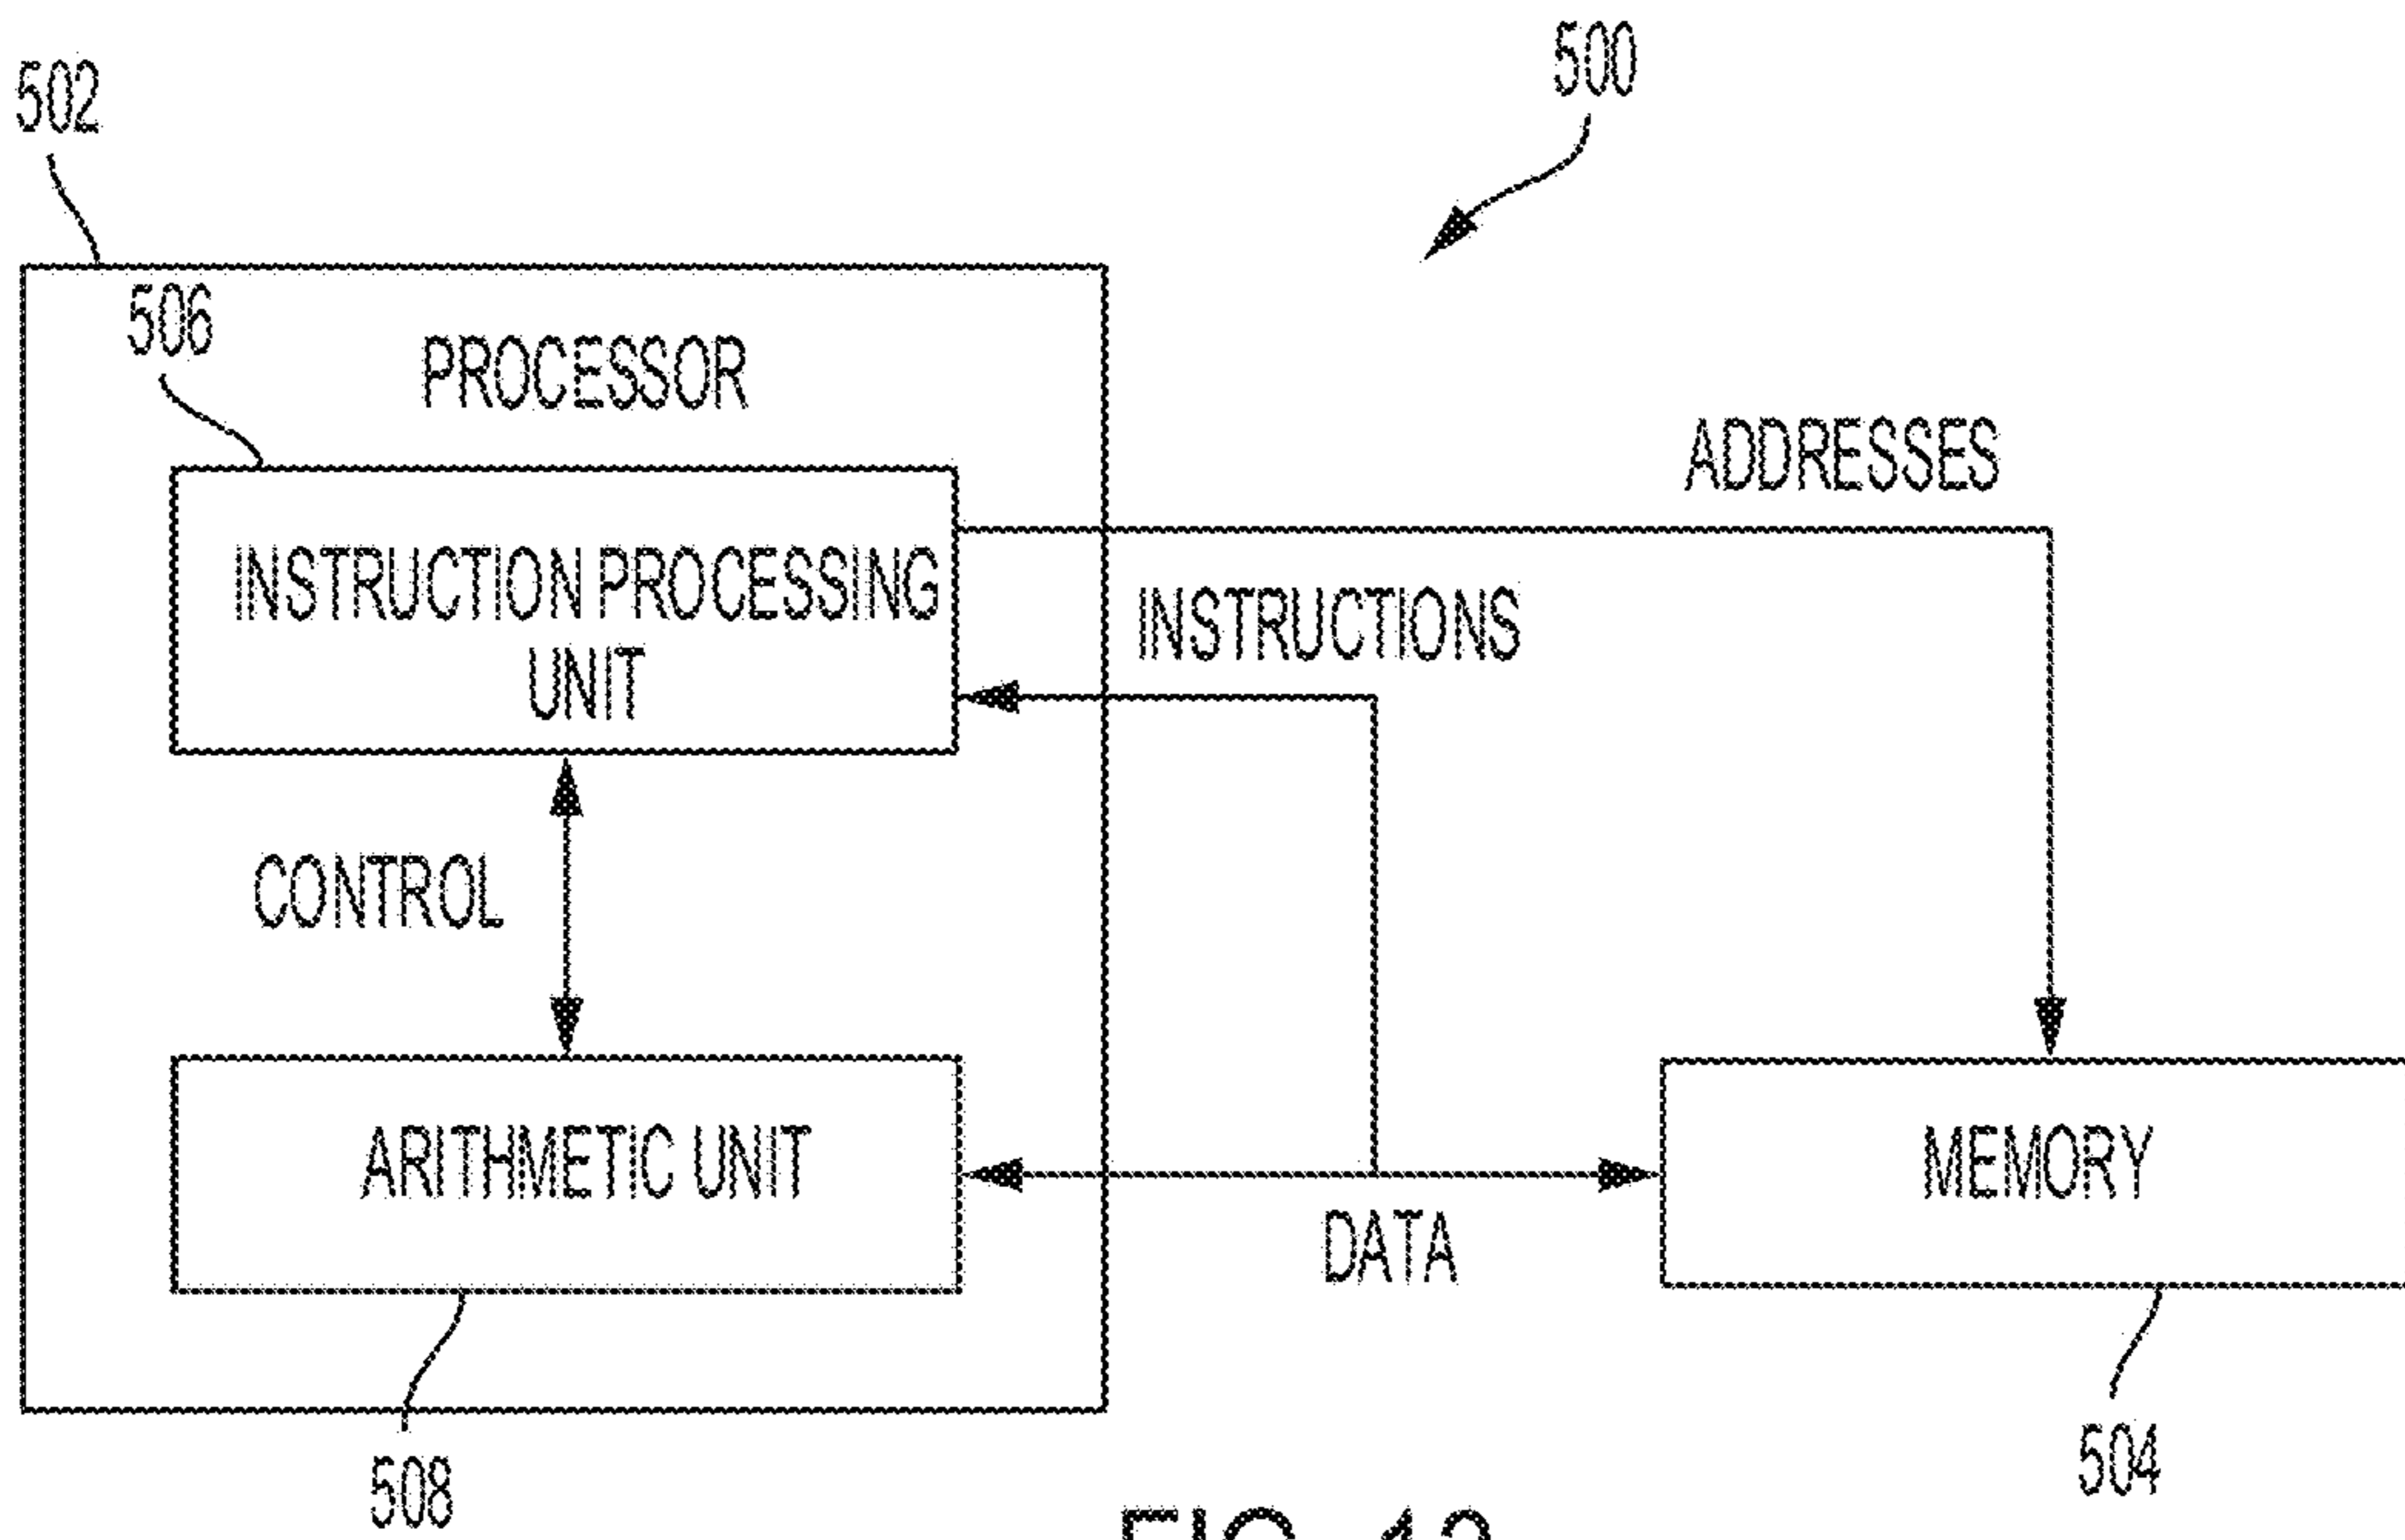 500
502
506
PROCESSOR
ADDRESSES
INSTRUCTION PROCESSING
UNIT
INSTRUCTIONS
CONTROL
ARITHMETIC UNIT
MEMORY
DATA
504
508